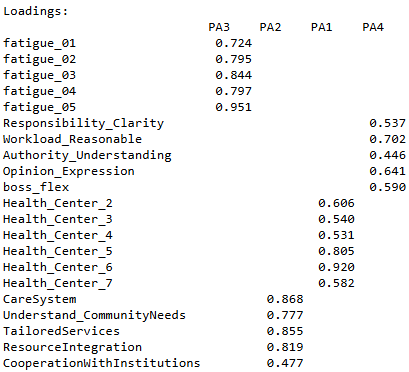 Loadings:
                           PA3    PA2    PA1    PA4
fatigue_01                  0.724
fatigue_02                  0.795
fatigue_03                  0.844
fatigue_04                  0.797
fatigue_05                  0.951
Responsibility_Clarity                           0.537
Workload_Reasonable                              0.702
Authority_Understanding                          0.446
Opinion_Expression                               0.641
boss_flex                                        0.590
Health_Center_2                           0.606
Health_Center_3                           0.540
Health_Center_4                           0.531
Health_Center_5                           0.805
Health_Center_6                           0.920
Health_Center_7                           0.582
CareSystem                         0.868
Understand_CommunityNeeds          0.777
TailoredServices                   0.855
ResourceIntegration                0.819
CooperationWithInstitutions        0.477